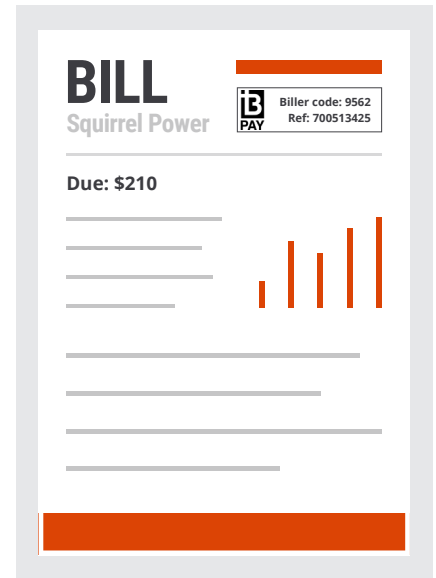 BILL
Squirrel Power
B
PAY
Biller code: 9562
Ref: 700513425
Due: $210